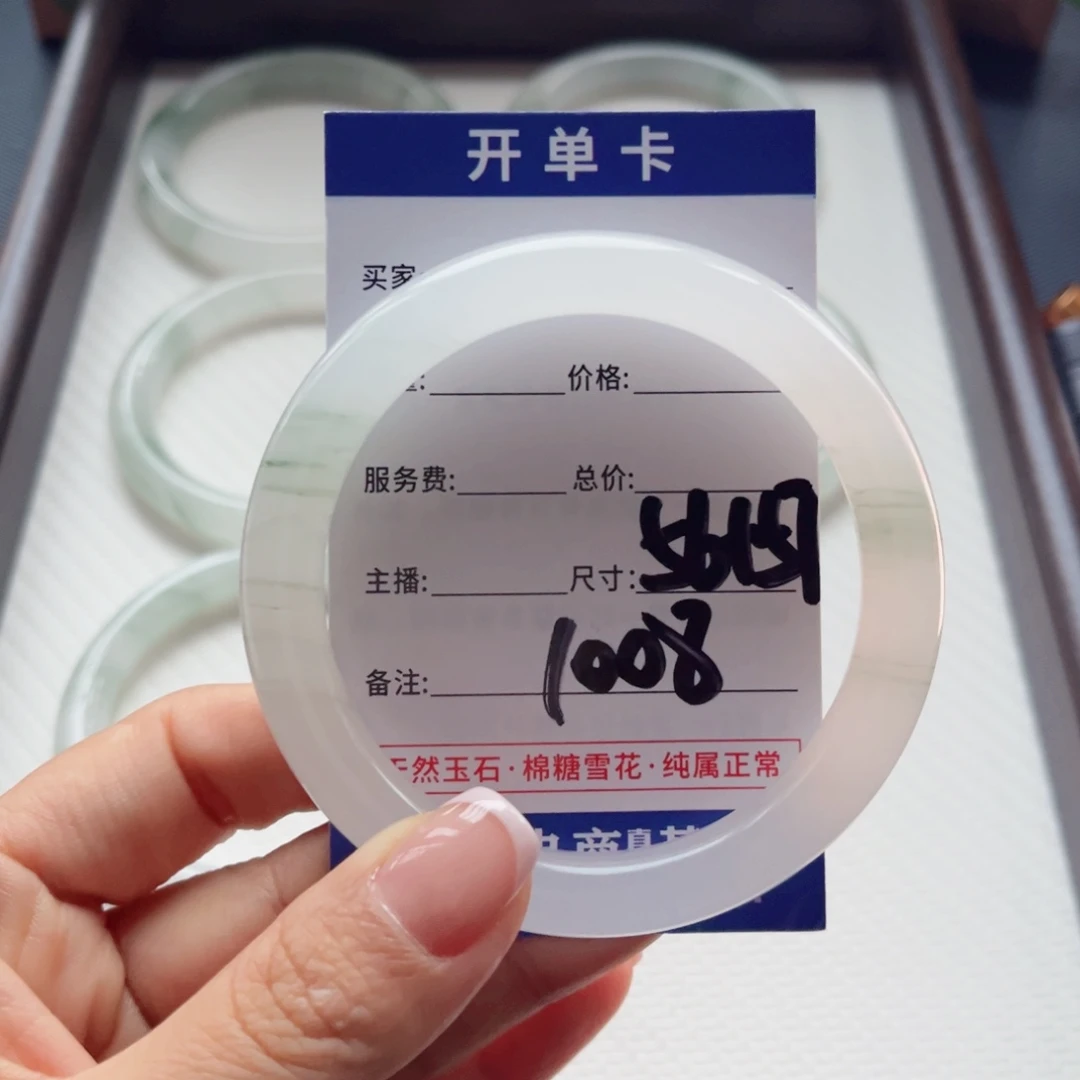 开单卡
买家
价格:
服务费: 总价:
主播: 尺寸:
1008
备注:
然玉石·棉糖雪花·纯属正常